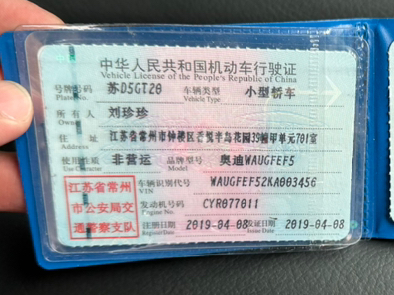 中华人民共和国机动车行驶证
Vehicle License of the People's Republic of China
号牌号码 苏D5GT28 车辆类型 小型轿车
Plate No. Vehicle Type
所有人 刘珍珍
Owner
住址 江苏省常州市钟楼区香悦半岛花园39幢甲单元701室
Address
使用性质 非营运 品牌型号 奥迪WAUGFEF5
Use Character Model
江苏省常州 车辆识别代号 WAUGFEF52KA003456
VIN
市公安局交 发动机号码 CYR077011
Engine No.
通警察支队 注册日期 2019-04-08 发证日期 2019-04-08
Register Date Issue Date